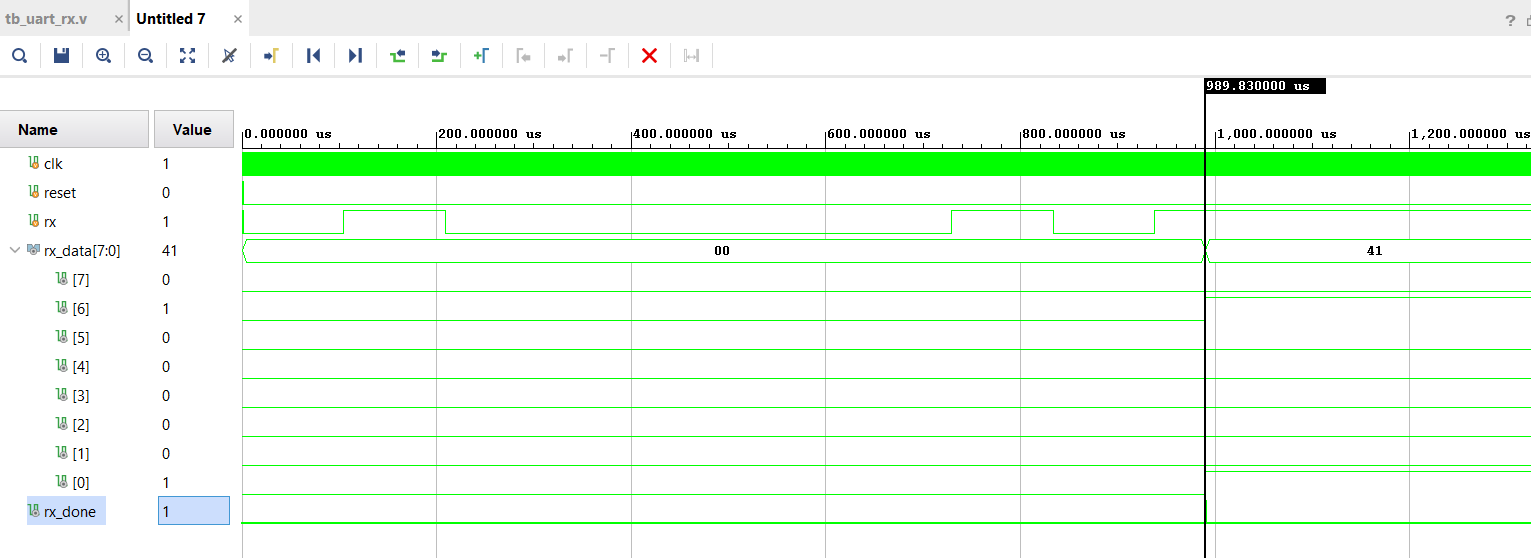 tb_uart_rx.v × Untitled 7 ×
?
989.830000 us
Name Value
0.000000 us 200.000000 us 400.000000 us 600.000000 us 800.000000 us 1,000.000000 us 1,200.000000 us
clk 1
reset 0
rx 1
rx_data[7:0] 41 00 41
[7] 0
[6] 1
[5] 0
[4] 0
[3] 0
[2] 0
[1] 0
[0] 1
rx_done 1